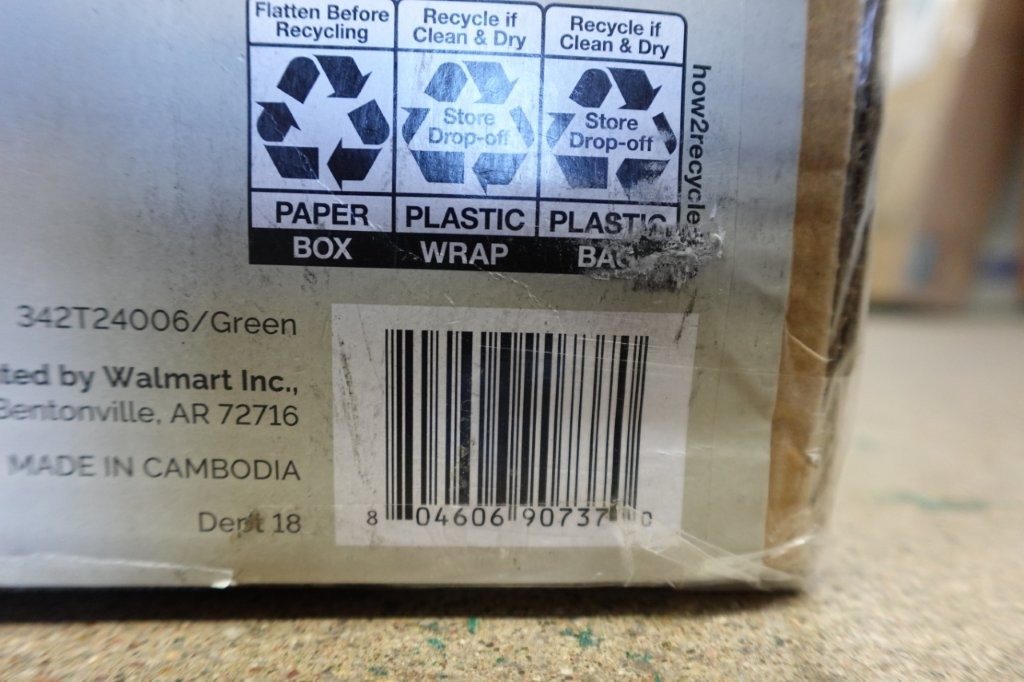 Flatten Before
Recycling
Recycle if
Clean & Dry
Recycle if
Clean & Dry
Store
Drop-off
Store
Drop-off
PAPER
PLASTIC
PLASTIC
BOX
WRAP
how2recycle
342T24006/Green
by Walmart Inc.,
Bentonville, AR 72716
MADE IN CAMBODIA
Dept 18
8 04606 90737 0